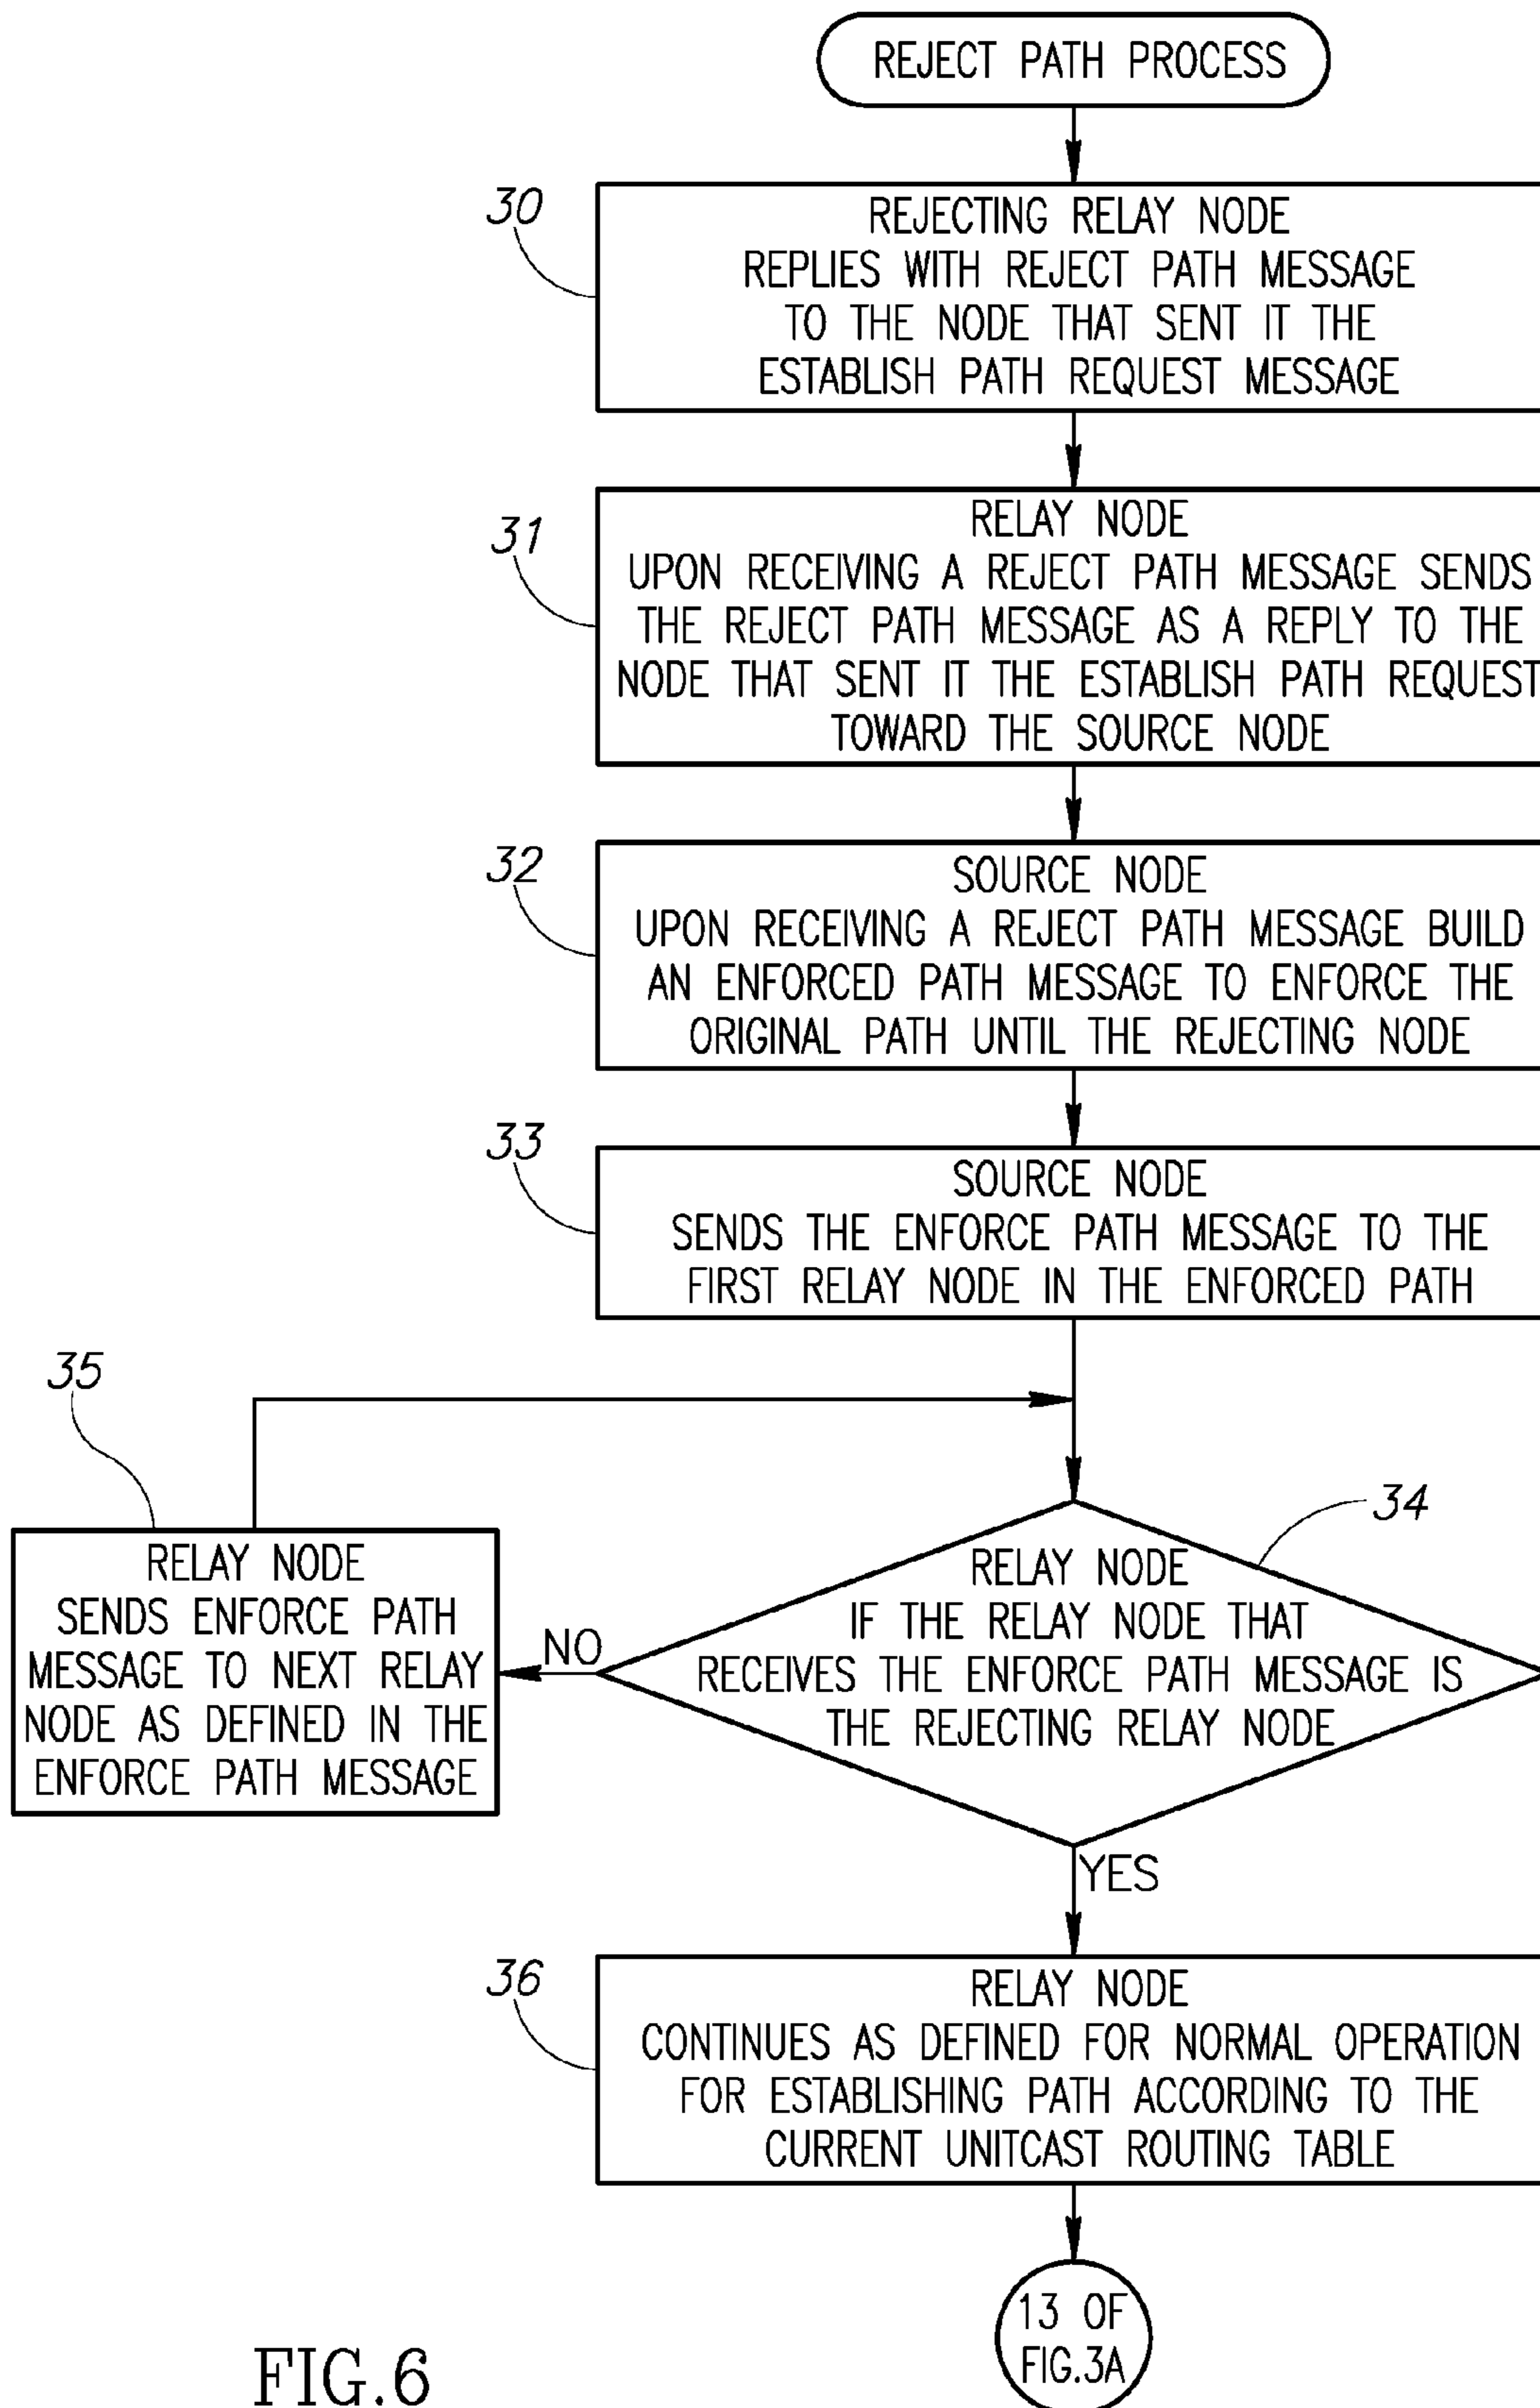 REJECT PATH PROCESS
30
REJECTING RELAY NODE
REPLIES WITH REJECT PATH MESSAGE
TO THE NODE THAT SENT IT THE
ESTABLISH PATH REQUEST MESSAGE
31
RELAY NODE
UPON RECEIVING A REJECT PATH MESSAGE SENDS
THE REJECT PATH MESSAGE AS A REPLY TO THE
NODE THAT SENT IT THE ESTABLISH PATH REQUEST
TOWARD THE SOURCE NODE
32
SOURCE NODE
UPON RECEIVING A REJECT PATH MESSAGE BUILD
AN ENFORCED PATH MESSAGE TO ENFORCE THE
ORIGINAL PATH UNTIL THE REJECTING NODE
33
SOURCE NODE
SENDS THE ENFORCE PATH MESSAGE TO THE
FIRST RELAY NODE IN THE ENFORCED PATH
35
RELAY NODE
SENDS ENFORCE PATH
MESSAGE TO NEXT RELAY
NODE AS DEFINED IN THE
ENFORCE PATH MESSAGE
NO
34
RELAY NODE
IF THE RELAY NODE THAT
RECEIVES THE ENFORCE PATH MESSAGE IS
THE REJECTING RELAY NODE
YES
36
RELAY NODE
CONTINUES AS DEFINED FOR NORMAL OPERATION
FOR ESTABLISHING PATH ACCORDING TO THE
CURRENT UNITCAST ROUTING TABLE
13 OF
FIG.3A
FIG.6